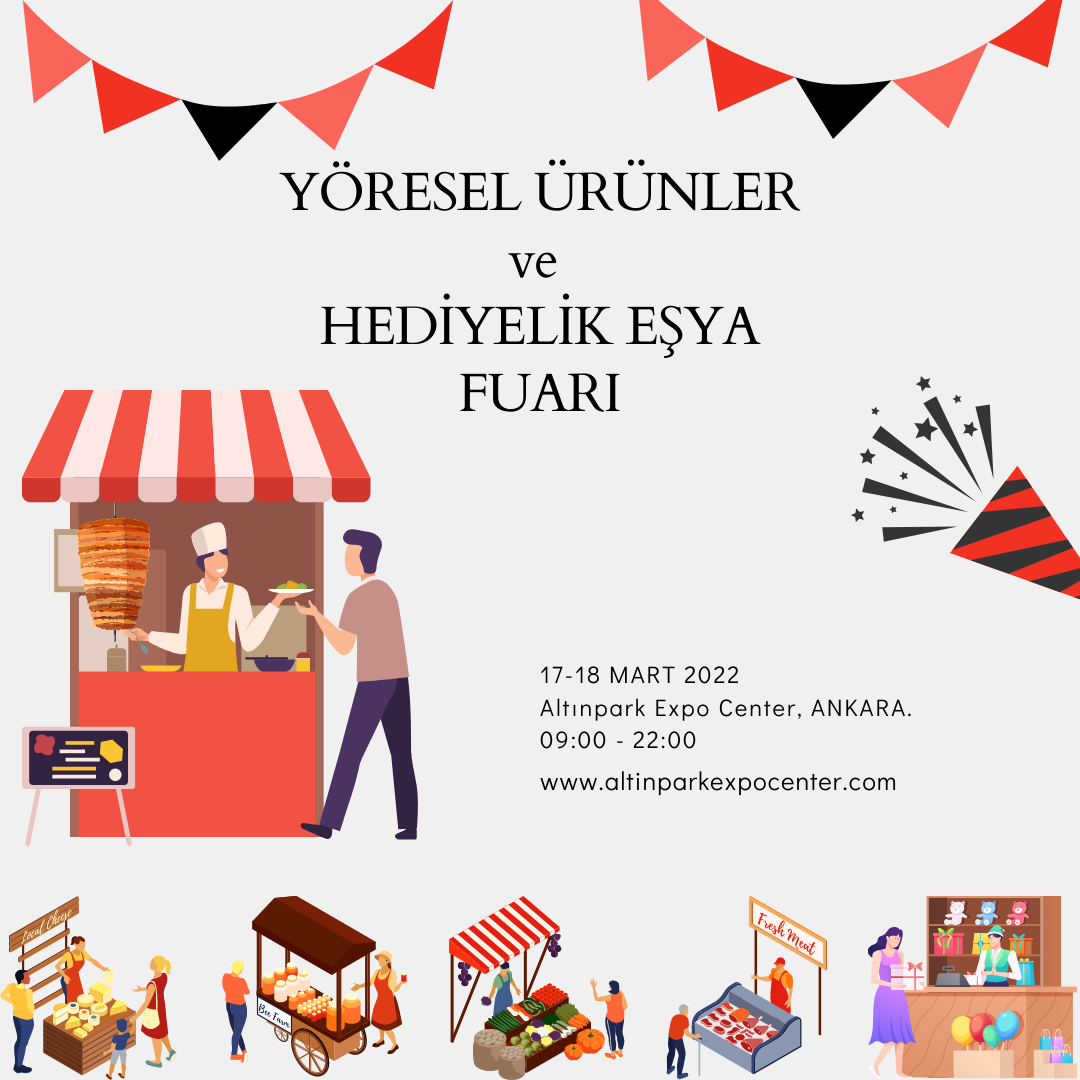 YÖRESEL ÜRÜNLER
ve
HEDİYELİK EŞYA
FUARI
17-18 MART 2022
Altınpark Expo Center, ANKARA.
09:00 - 22:00
www.altinparkexpocenter.com
Local Cheese
Bee Farm
Fresh Meat